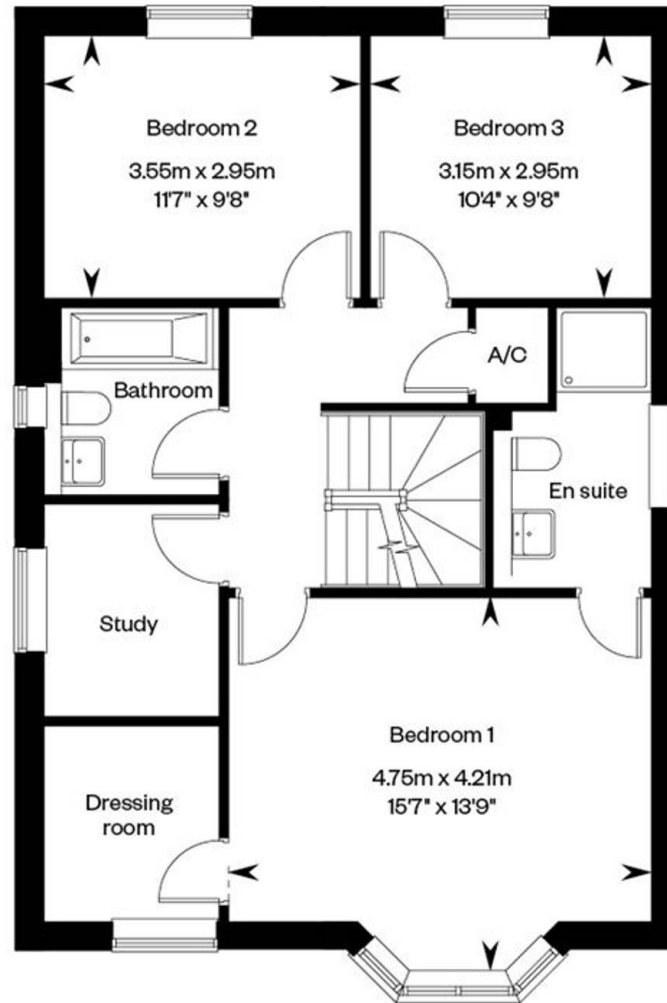 Bedroom 2
3.55m x 2.95m
11'7" x 9'8"
Bedroom 3
3.15m x 2.95m
10'4" x 9'8"
A/C
Bathroom
En suite
Study
Bedroom 1
4.75m x 4.21m
15'7" x 13'9"
Dressing
room